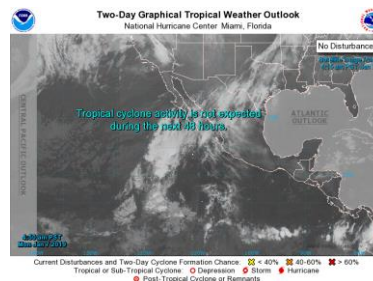 Two-Day Graphical Tropical Weather Outlook
National Hurricane Center Miami, Florida
No Disturbance
Tropical cyclone activity is not expected
during the next 48 hours.
ATLANTIC
OUTLOOK
CENTRAL PACIFIC OUTLOOK
Current Disturbances and Two-Day Cyclone Formation Chance: < 40% 40-60% > 60%
Tropical or Sub-Tropical Cyclone: Depression Storm Hurricane
Post-Tropical Cyclone or Remnants